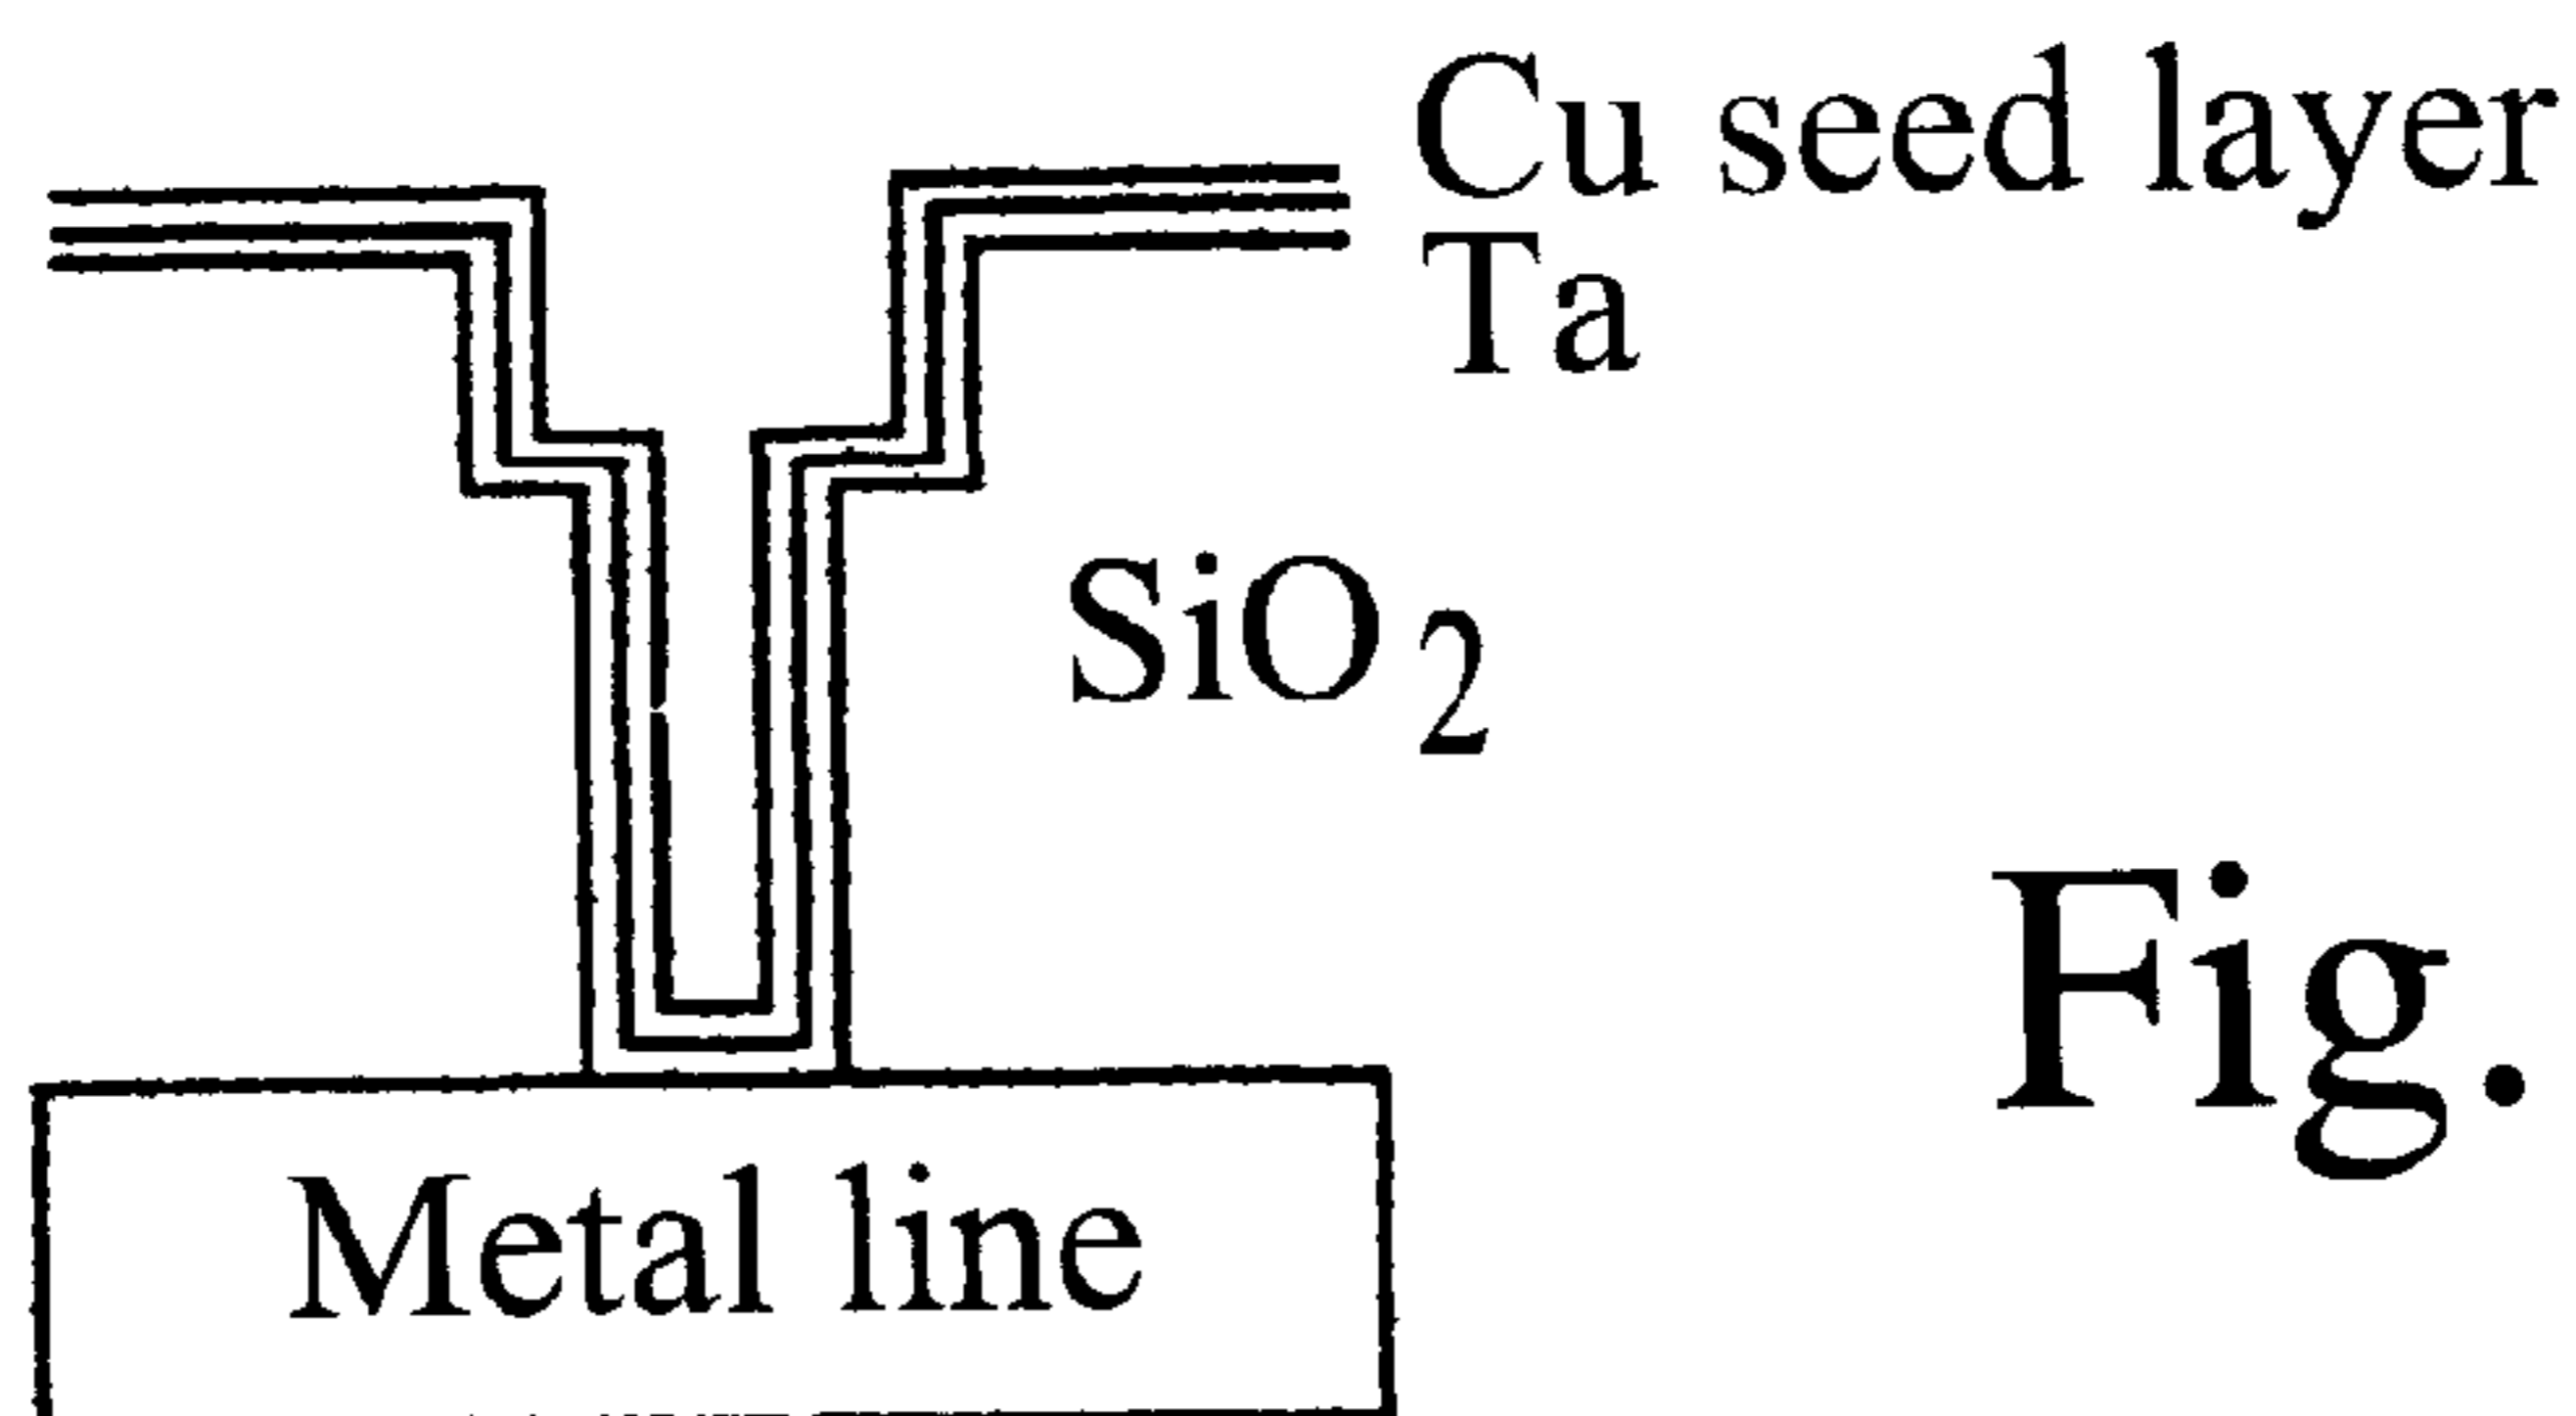 Cu seed layer
Ta
SiO₂
Fig.
Metal line